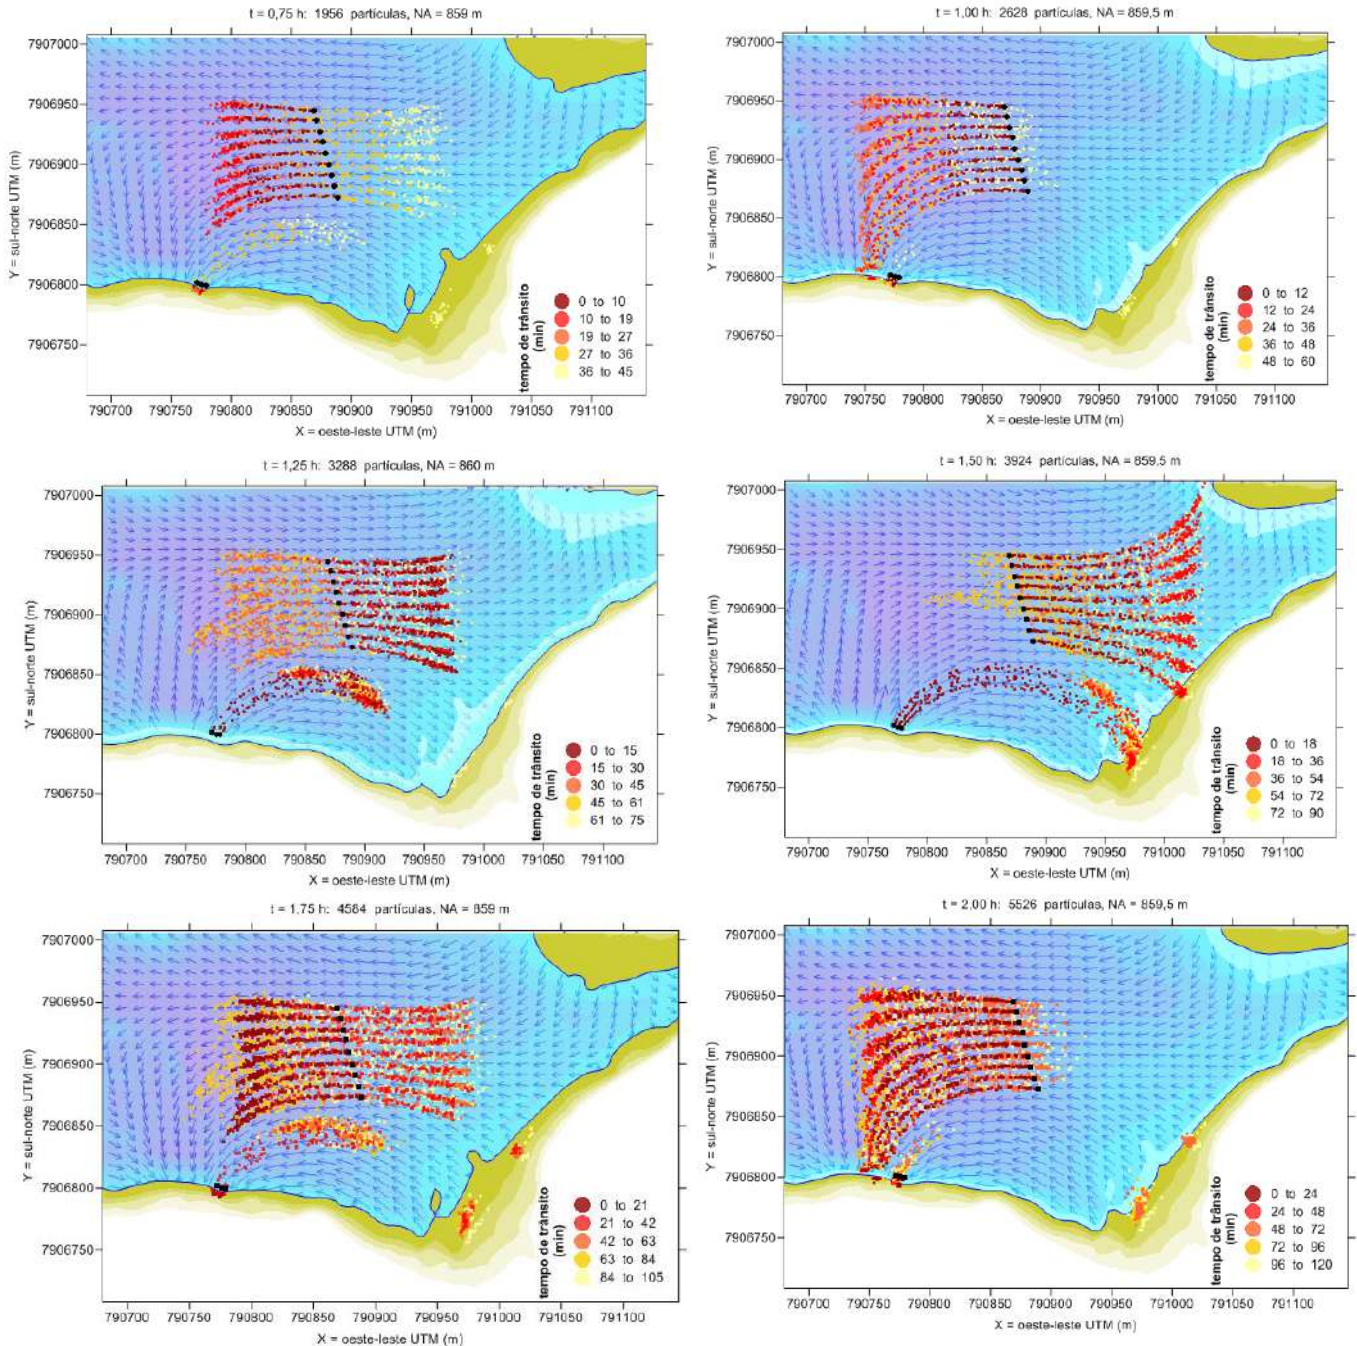 t = 0,75 h: 1956 partículas, NA = 859 m
7907000
7906950
7906900
7906850
7906800
7906750
Y = sul-norte UTM (m)
tempo de trânsito
(min)
0 to 10
10 to 19
19 to 27
27 to 36
36 to 45
790700 790750 790800 790850 790900 790950 791000 791050 791100
X = oeste-leste UTM (m)
t = 1,00 h: 2628 partículas, NA = 859,5 m
7907000
7906950
7906900
7906850
7906800
7906750
Y = sul-norte UTM (m)
tempo de trânsito
(min)
0 to 12
12 to 24
24 to 36
36 to 48
48 to 60
790700 790750 790800 790850 790900 790950 791000 791050 791100
X = oeste-leste UTM (m)
t = 1,25 h: 3288 partículas, NA = 860 m
7907000
7906950
7906900
7906850
7906800
7906750
Y = sul-norte UTM (m)
tempo de trânsito
(min)
0 to 15
15 to 30
30 to 45
45 to 61
61 to 75
790700 790750 790800 790850 790900 790950 791000 791050 791100
X = oeste-leste UTM (m)
t = 1,50 h: 3924 partículas, NA = 859,5 m
7907000
7906950
7906900
7906850
7906800
7906750
Y = sul-norte UTM (m)
tempo de trânsito
(min)
0 to 18
18 to 36
36 to 54
54 to 72
72 to 90
790700 790750 790800 790850 790900 790950 791000 791050 791100
X = oeste-leste UTM (m)
t = 1,75 h: 4584 partículas, NA = 859 m
7907000
7906950
7906900
7906850
7906800
7906750
Y = sul-norte UTM (m)
tempo de trânsito
(min)
0 to 21
21 to 42
42 to 63
63 to 84
84 to 105
790700 790750 790800 790850 790900 790950 791000 791050 791100
X = oeste-leste UTM (m)
t = 2,00 h: 5526 partículas, NA = 859,5 m
7907000
7906950
7906900
7906850
7906800
7906750
Y = sul-norte UTM (m)
tempo de trânsito
(min)
0 to 24
24 to 48
48 to 72
72 to 96
96 to 120
790700 790750 790800 790850 790900 790950 791000 791050 791100
X = oeste-leste UTM (m)